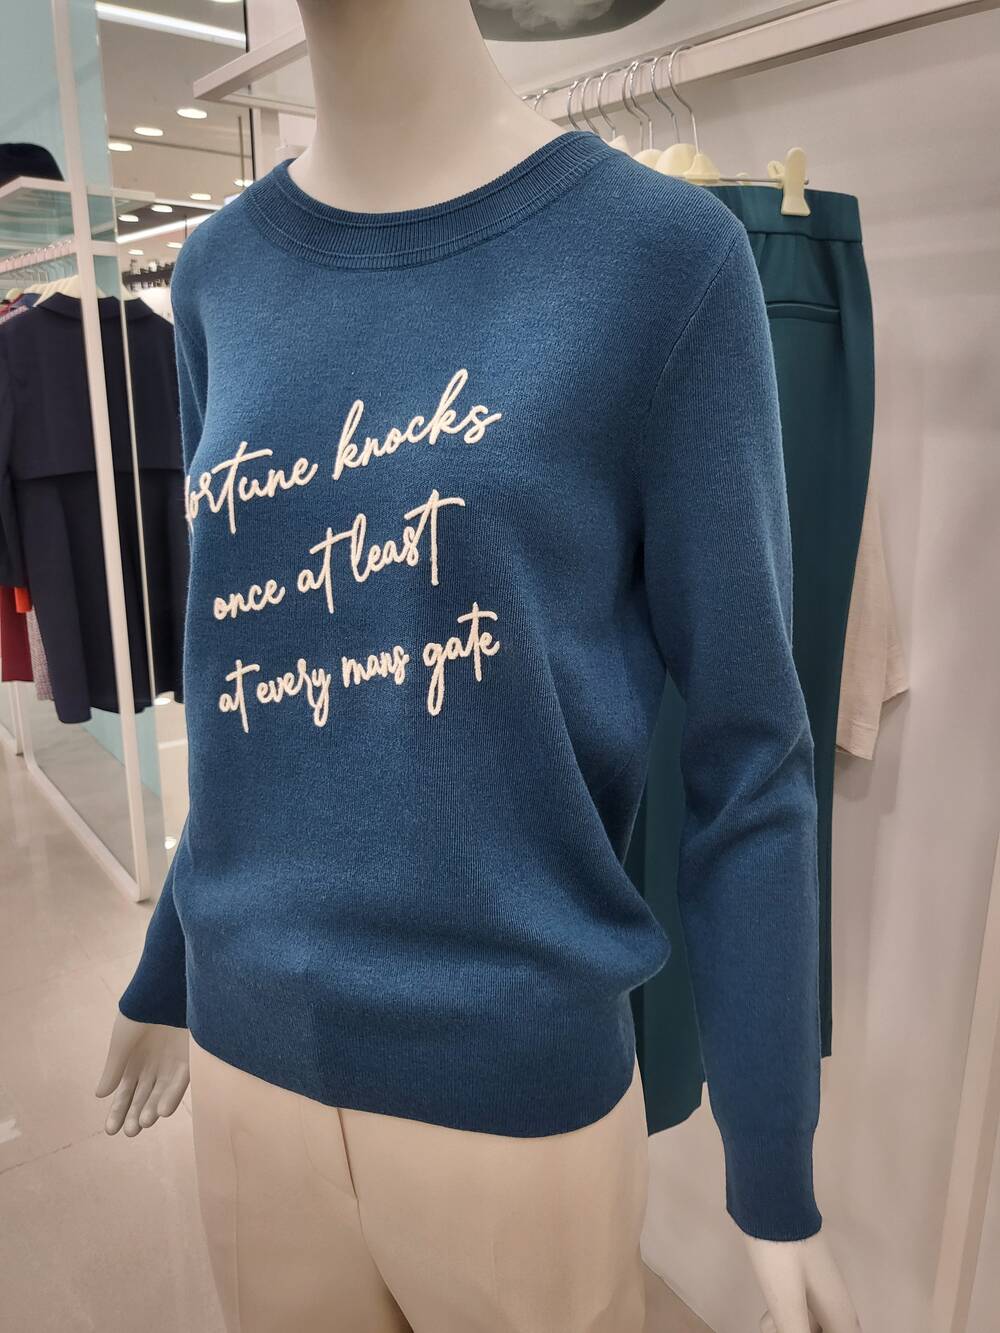 fortune knocks
once at least
at every mans gate